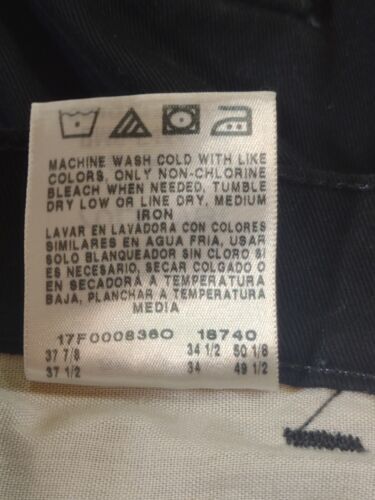 MACHINE WASH COLD WITH LIKE
COLORS, ONLY NON-CHLORINE
BLEACH WHEN NEEDED, TUMBLE
DRY LOW OR LINE DRY, MEDIUM
IRON
LAVAR EN LAVADORA CON COLORES
SIMILARES EN AGUA FRIA, USAR
SOLO BLANQUEADOR SIN CLORO SI
ES NECESARIO, SECAR COLGADO O
EN SECADORA A TEMPERATURA
BAJA, PLANCHAR A TEMPERATURA
MEDIA
17F0008360 18740
37 7/8 34 1/2 50 1/8
37 1/2 34 49 1/2